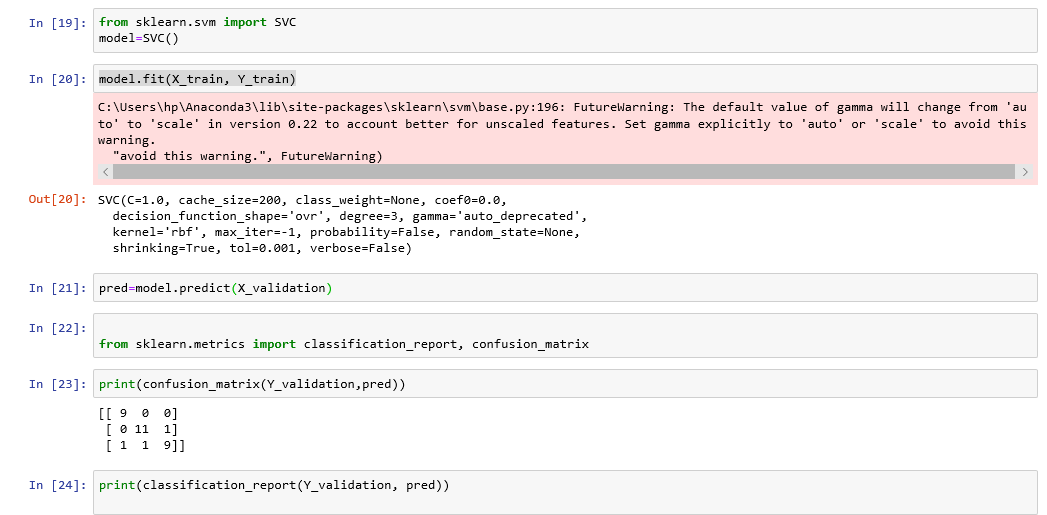 In [19]: from sklearn.svm import SVC
model=SVC()
In [20]: model.fit(X_train, Y_train)
C:\Users\hp\Anaconda3\lib\site-packages\sklearn\svm\base.py:196: FutureWarning: The default value of gamma will change from 'au
to' to 'scale' in version 0.22 to account better for unscaled features. Set gamma explicitly to 'auto' or 'scale' to avoid this
warning.
  "avoid this warning.", FutureWarning)
Out[20]: SVC(C=1.0, cache_size=200, class_weight=None, coef0=0.0,
  decision_function_shape='ovr', degree=3, gamma='auto_deprecated',
  kernel='rbf', max_iter=-1, probability=False, random_state=None,
  shrinking=True, tol=0.001, verbose=False)
In [21]: pred=model.predict(X_validation)
In [22]:
from sklearn.metrics import classification_report, confusion_matrix
In [23]: print(confusion_matrix(Y_validation,pred))
[[ 9  0  0]
 [ 0 11  1]
 [ 1  1  9]]
In [24]: print(classification_report(Y_validation, pred))